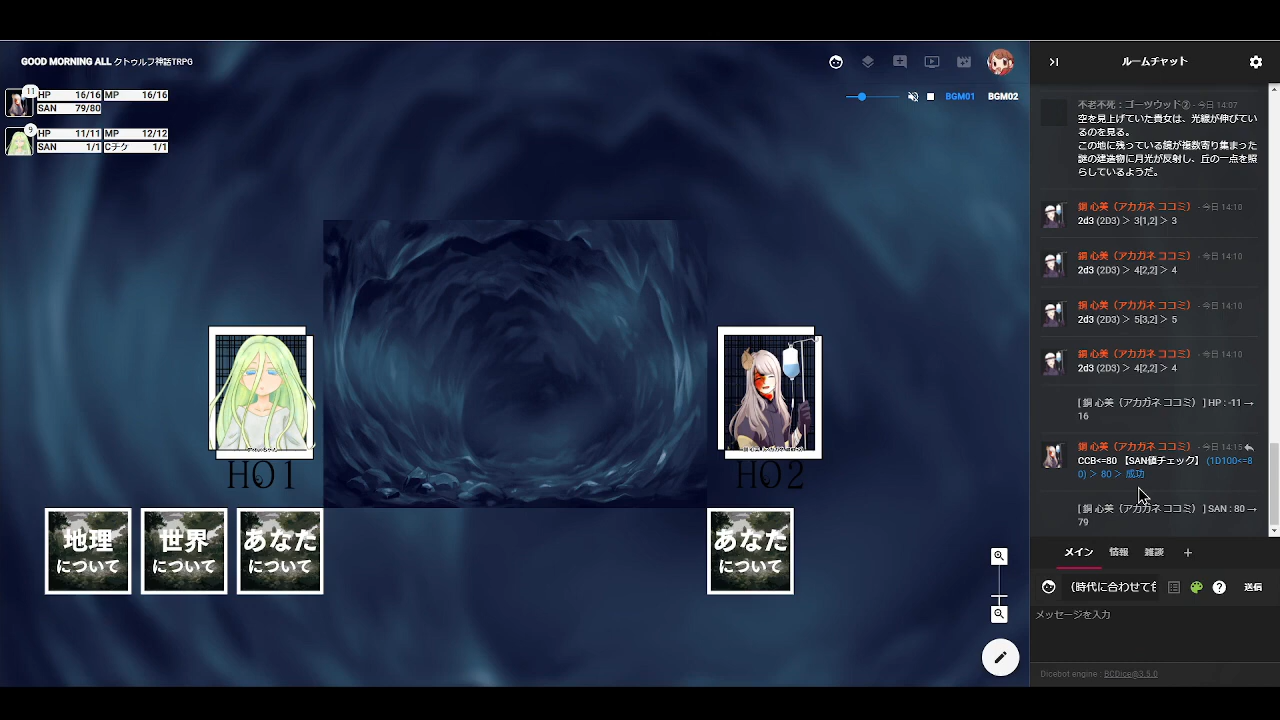 GOOD MORNING ALL クトゥルフ神話TRPG
11
HP 16/16 MP 16/16
SAN 79/80
9
HP 11/11 MP 12/12
SAN 1/1 Cチケ 1/1
BGM01 BGM02
HO1
HO2
地理
について
世界
について
あなた
について
あなた
について
ルームチャット
不老不死：ゴーツウッド② - 今日 14:07
空を見上げていた貴女は、光線が伸びてい
るのを見る。
この地に残っている鏡が複数寄り集まった
謎の建造物に月光が反射し、丘の一点を照
らしているようだ。
銅 心美（アカガネ ココミ） - 今日 14:10
2d3 (2D3) ＞ 3[1,2] ＞ 3
銅 心美（アカガネ ココミ） - 今日 14:10
2d3 (2D3) ＞ 4[2,2] ＞ 4
銅 心美（アカガネ ココミ） - 今日 14:10
2d3 (2D3) ＞ 5[3,2] ＞ 5
銅 心美（アカガネ ココミ） - 今日 14:10
2d3 (2D3) ＞ 4[2,2] ＞ 4
[ 銅 心美（アカガネ ココミ） ] HP : -11 →
16
銅 心美（アカガネ ココミ） - 今日 14:15
CCB<=80 【SAN値チェック】 (1D100<=8
0) ＞ 80 ＞ 成功
[ 銅 心美（アカガネ ココミ） ] SAN : 80 →
79
メイン 情報 雑談 +
（時代に合わせて色 送信
メッセージを入力
Dicebot engine : BCDice@3.5.0